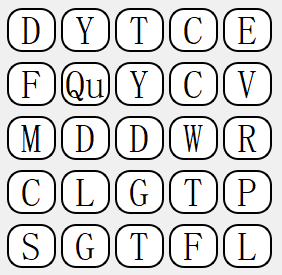 D Y T C E
F Qu Y C V
M D D W R
C L G T P
S G T F L